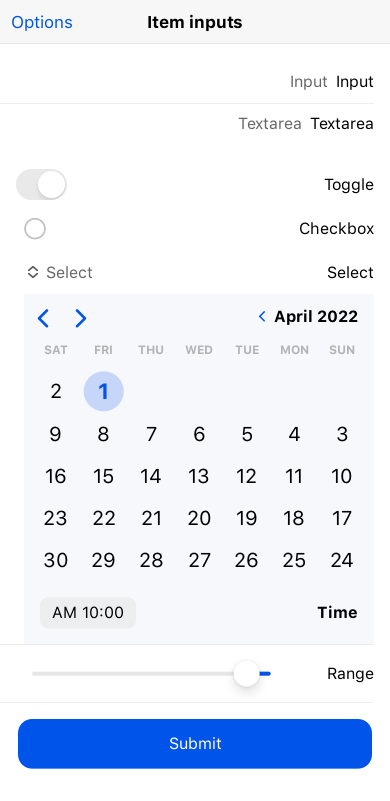 Options Item inputs
Input Input
Textarea Textarea
Toggle
Checkbox
Select Select
April 2022
SAT FRI THU WED TUE MON SUN
2 1
9 8 7 6 5 4 3
16 15 14 13 12 11 10
23 22 21 20 19 18 17
30 29 28 27 26 25 24
AM 10:00 Time
Range
Submit